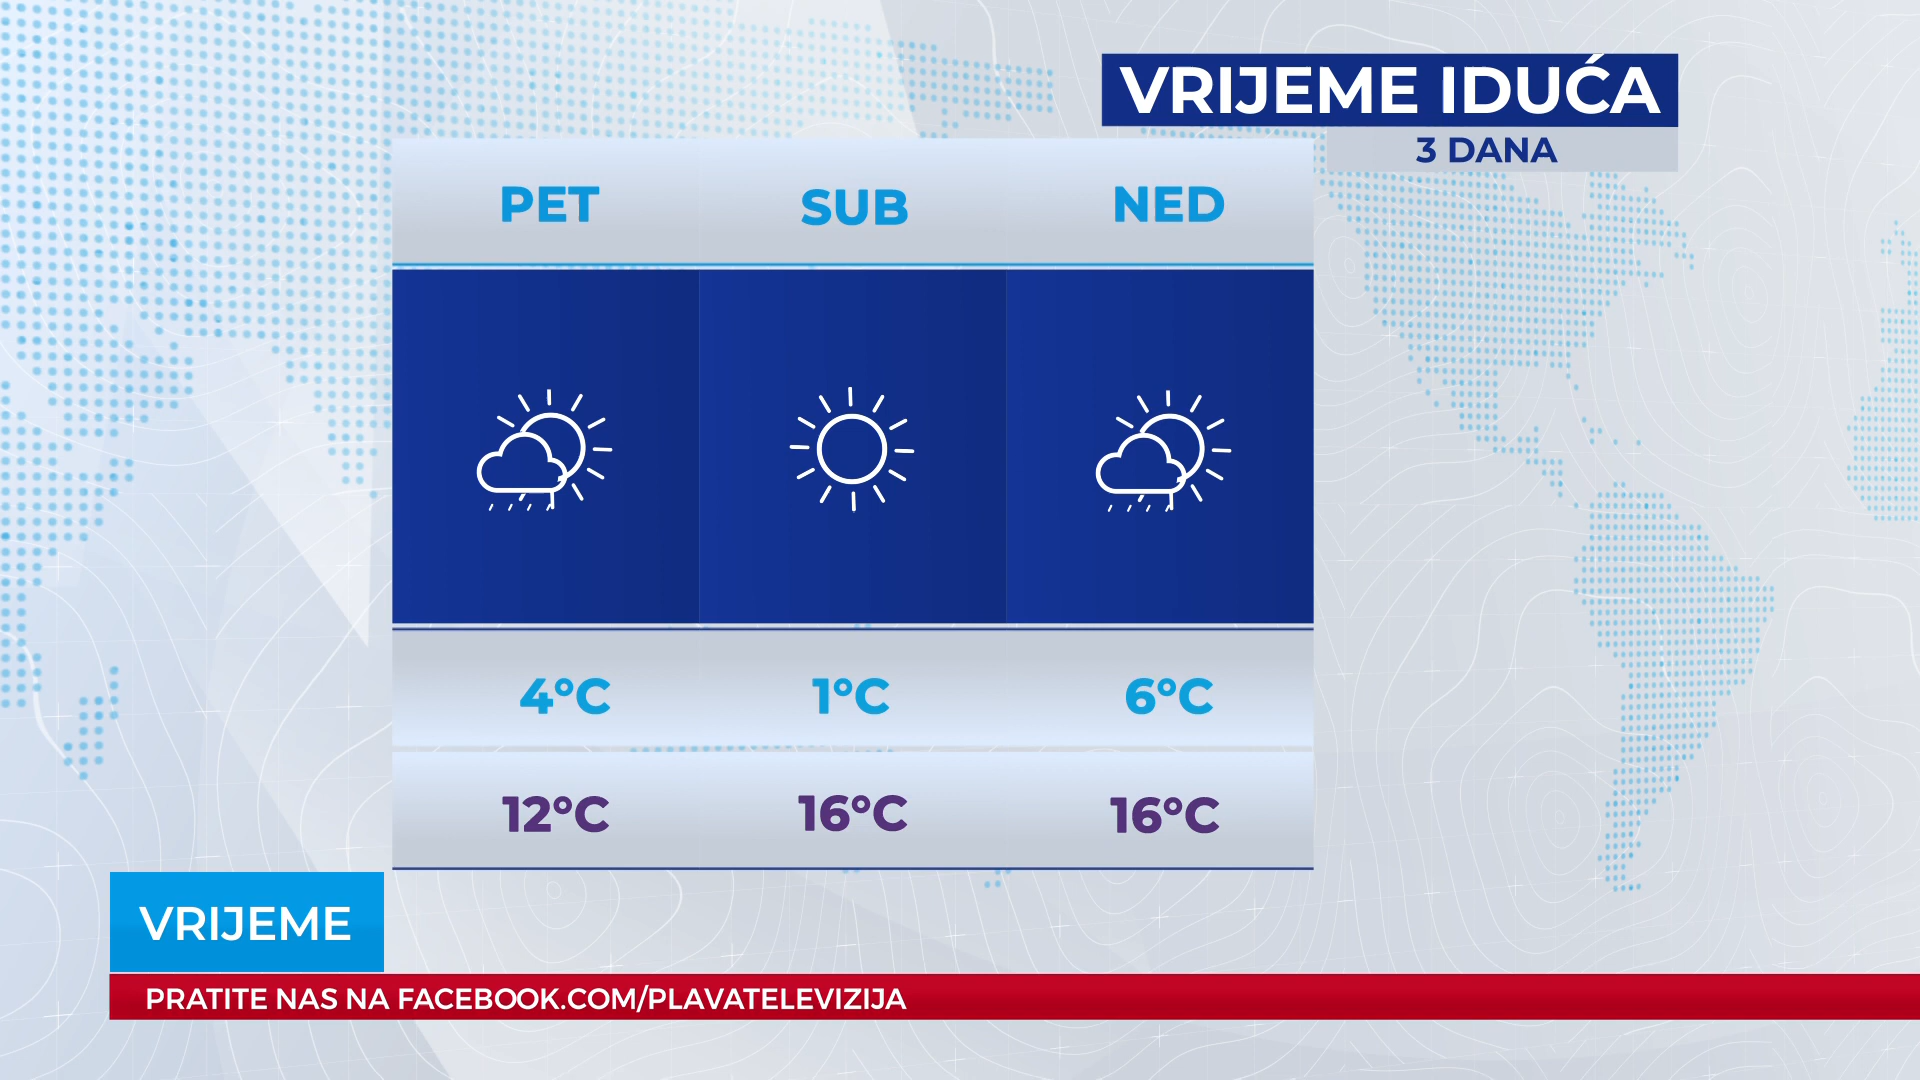 VRIJEME IDUĆA
3 DANA
PET SUB NED
4°C 1°C 6°C
12°C 16°C 16°C
VRIJEME
PRATITE NAS NA FACEBOOK.COM/PLAVATELEVIZIJA